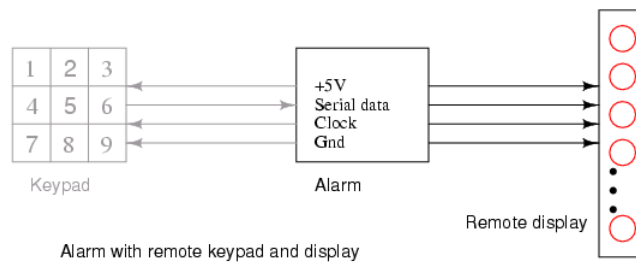 1 2 3
4 5 6
7 8 9
+5V
Serial data
Clock
Gnd
Keypad
Alarm
Remote display
Alarm with remote keypad and display